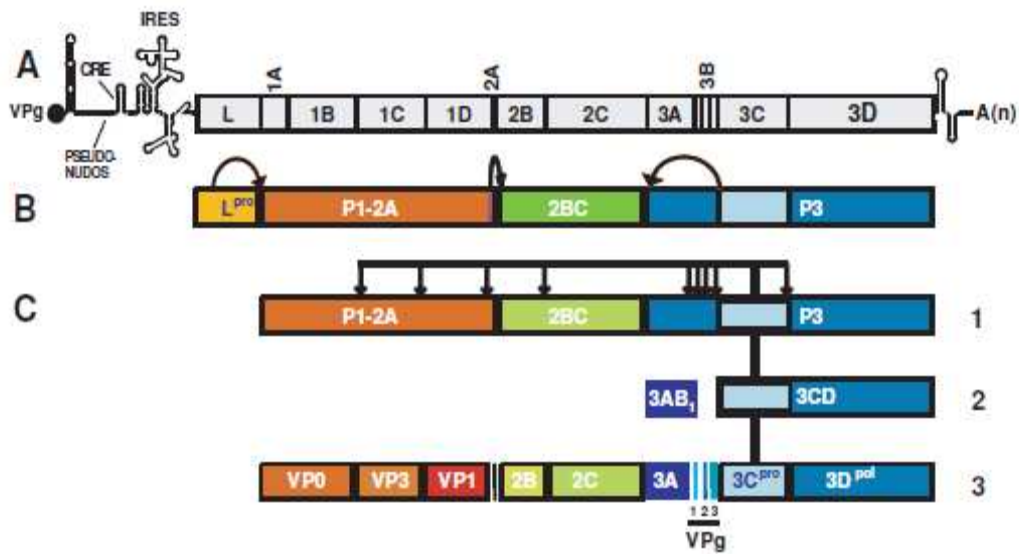 IRES
A
CRE
1A
2A
3B
VPg
L 1B 1C 1D 2B 2C 3A 3C 3D
A(n)
PSEUDO-
NUDOS
B
Lpro P1-2A 2BC P3
C
P1-2A 2BC P3 1
3AB1 3CD 2
VP0 VP3 VP1 2B 2C 3A 3Cpro 3Dpol 3
1 2 3
VPg